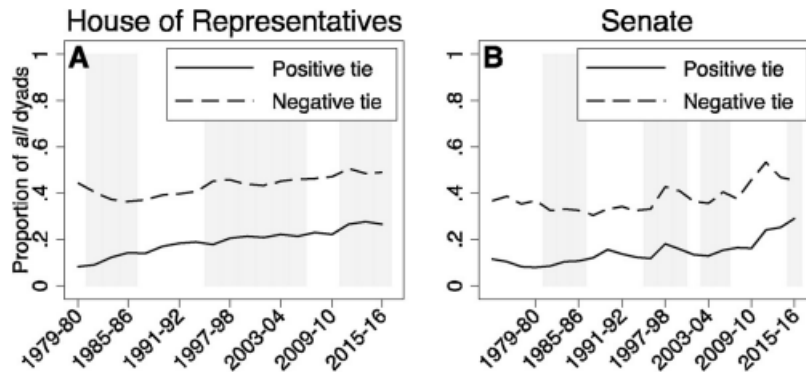 House of Representatives
A
Positive tie
Negative tie
Proportion of all dyads
1
.8
.6
.4
.2
0
1979-80
1985-86
1991-92
1997-98
2003-04
2009-10
2015-16
Senate
B
Positive tie
Negative tie
1
.8
.6
.4
.2
0
1979-80
1985-86
1991-92
1997-98
2003-04
2009-10
2015-16